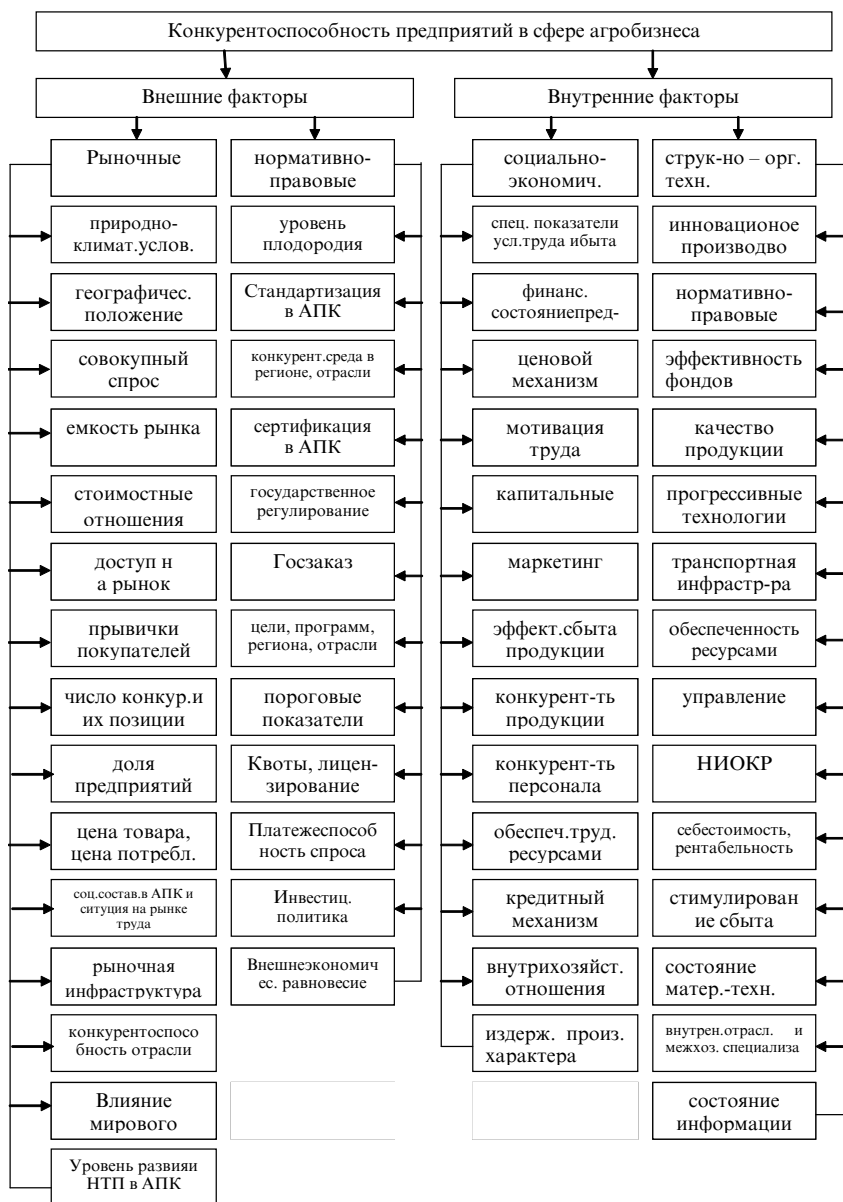 Конкурентоспособность предприятий в сфере агробизнеса
Внешние факторы
Внутренние факторы
Рыночные
природно-
климат.услов.
географичес.
положение
совокупный
спрос
емкость рынка
стоимостные
отношения
доступ н
а рынок
прывички
покупателей
число конкур.и
их позиции
доля
предприятий
цена товара,
цена потребл.
соц.состав.в АПК и
ситуция на рынке
труда
рыночная
инфраструктура
конкурентоспосо
бность отрасли
Влияние
мирового
Уровень развияи
НТП в АПК
нормативно-
правовые
уровень
плодородия
Стандартизация
в АПК
конкурент.среда в
регионе, отрасли
сертификация
в АПК
государственное
регулирование
Госзаказ
цели, программ,
региона, отрасли
пороговые
показатели
Квоты, лицен-
зирование
Платежеспособ
ность спроса
Инвестиц.
политика
Внешнеэкономич
ес. равновесие
социально-
экономич.
спец. показатели
усл.труда ибыта
финанс.
состояниепред-
ценовой
механизм
мотивация
труда
капитальные
маркетинг
эффект.сбыта
продукции
конкурент-ть
продукции
конкурент-ть
персонала
обеспеч.труд.
ресурсами
кредитный
механизм
внутрихозяйст.
отношения
издерж. произ.
характера
струк-но – орг.
техн.
инновационое
производво
нормативно-
правовые
эффективность
фондов
качество
продукции
прогрессивные
технологии
транспортная
инфрастр-ра
обеспеченность
ресурсами
управление
НИОКР
себестоимость,
рентабельность
стимулирован
ие сбыта
состояние
матер.-техн.
внутрен.отрасл. и
межхоз. специализа
состояние
информации